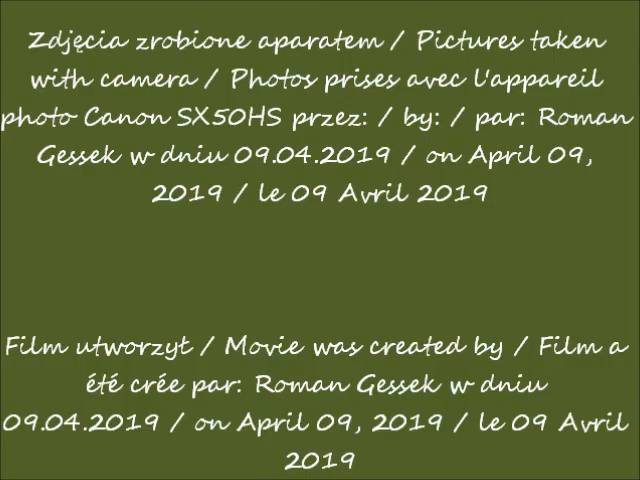 Zdjęcia zrobione aparatem / Pictures taken
with camera / Photos prises avec l'appareil
photo Canon SX50HS przez: / by: / par: Roman
Gessek w dniu 09.04.2019 / on April 09,
2019 / le 09 Avril 2019
Film utworzył / Movie was created by / Film a
été crée par: Roman Gessek w dniu
09.04.2019 / on April 09, 2019 / le 09 Avril
2019